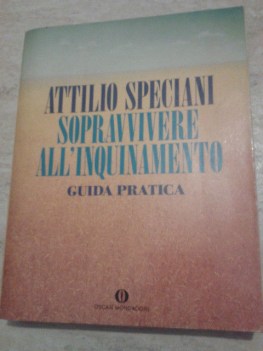 ATTILIO SPECIANI
SOPRAVVIVERE
ALL'INQUINAMENTO
GUIDA PRATICA
OSCAR MONDADORI